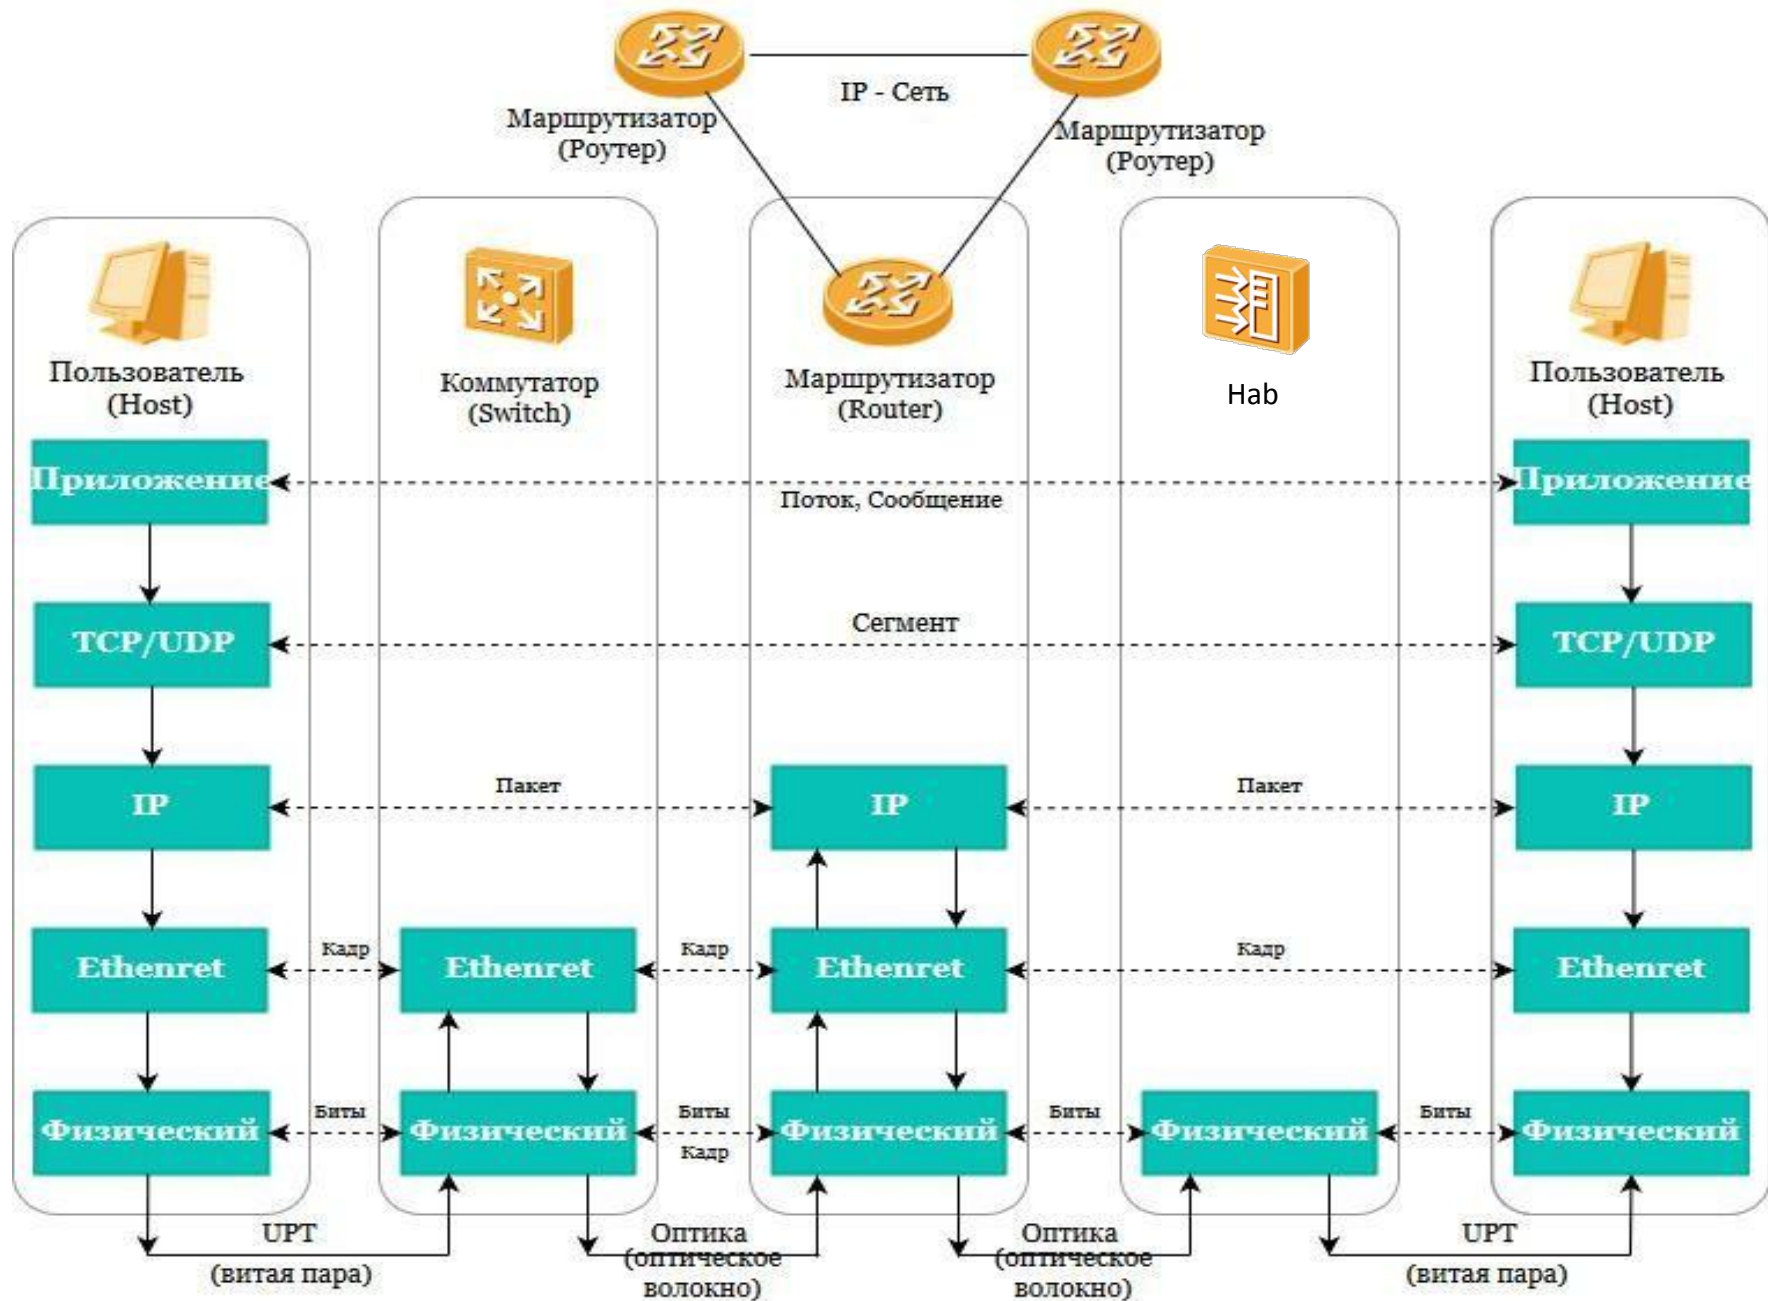 IP - Сеть
Маршрутизатор
(Роутер)
Маршрутизатор
(Роутер)
Пользователь
(Host)
Коммутатор
(Switch)
Маршрутизатор
(Router)
Hab
Пользователь
(Host)
Приложение
Поток, Сообщение
Приложение
TCP/UDP
Сегмент
TCP/UDP
IP
Пакет
IP
Пакет
IP
Ethenret
Кадр
Ethenret
Кадр
Ethenret
Кадр
Ethenret
Физический
Биты
Физический
Биты
Кадр
Физический
Биты
Физический
Биты
Физический
UPT
(витая пара)
Оптика
(оптическое
волокно)
Оптика
(оптическое
волокно)
UPT
(витая пара)